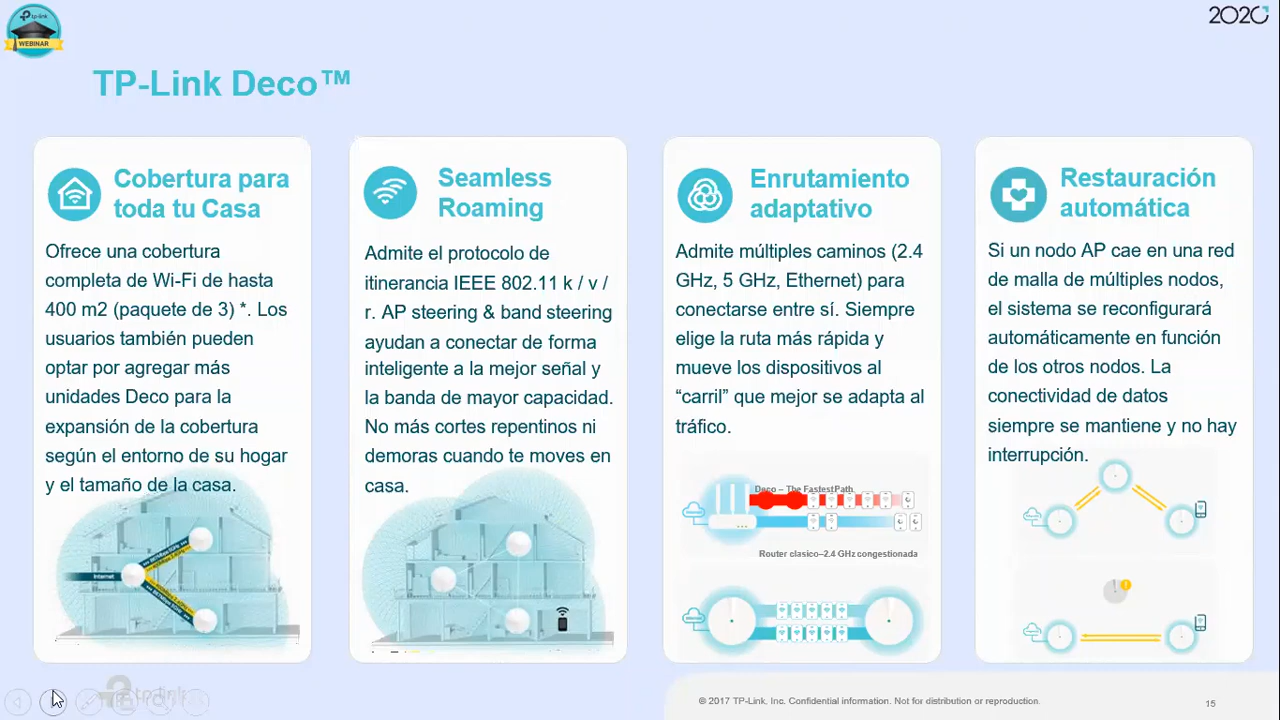 tp-link
WEBINAR
2020
TP-Link Deco™
Cobertura para
toda tu Casa
Ofrece una cobertura
completa de Wi-Fi de hasta
400 m2 (paquete de 3) *. Los
usuarios también pueden
optar por agregar más
unidades Deco para la
expansión de la cobertura
según el entorno de su hogar
y el tamaño de la casa.
Internet
Seamless
Roaming
Admite el protocolo de
itinerancia IEEE 802.11 k / v /
r. AP steering & band steering
ayudan a conectar de forma
inteligente a la mejor señal y
la banda de mayor capacidad.
No más cortes repentinos ni
demoras cuando te moves en
casa.
Enrutamiento
adaptativo
Admite múltiples caminos (2.4
GHz, 5 GHz, Ethernet) para
conectarse entre sí. Siempre
elige la ruta más rápida y
mueve los dispositivos al
“carril” que mejor se adapta al
tráfico.
Deco – The Fastest Path
Router clasico–2.4 GHz congestionada
Restauración
automática
Si un nodo AP cae en una red
de malla de múltiples nodos,
el sistema se reconfigurará
automáticamente en función
de los otros nodos. La
conectividad de datos
siempre se mantiene y no hay
interrupción.
tp-link
© 2017 TP-Link, Inc. Confidential information. Not for distribution or reproduction.
15